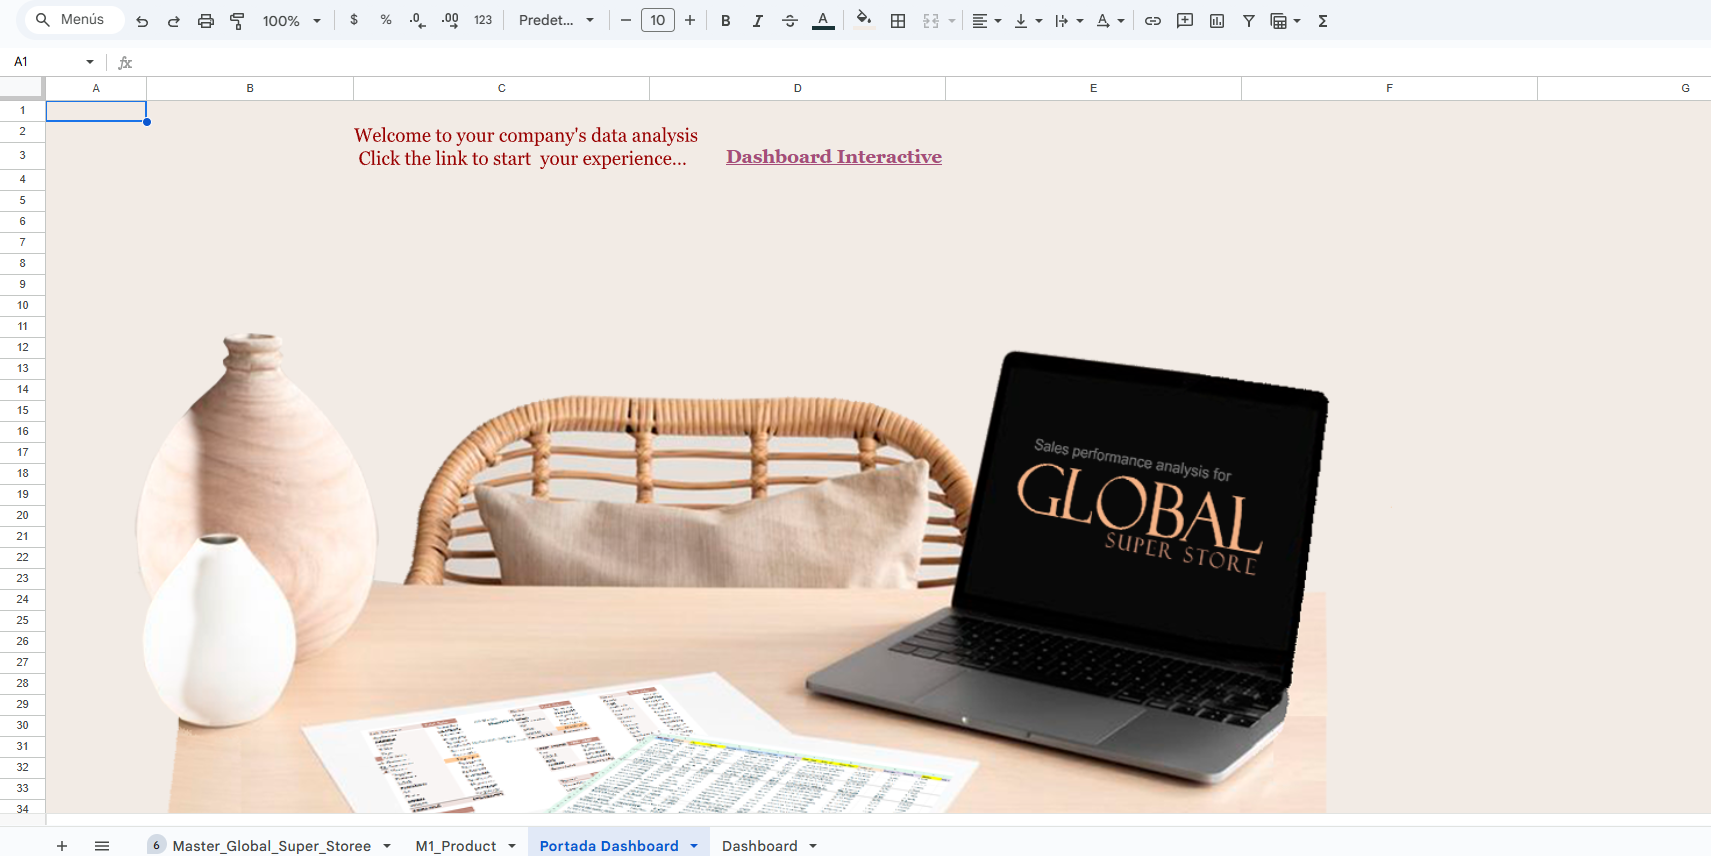 Menús
100%
$ % .0 .00 123
Predet...
10
B I A
A1
fx
A B C D E F G
1
2
3
4
5
6
7
8
9
10
11
12
13
14
15
16
17
18
19
20
21
22
23
24
25
26
27
28
29
30
31
32
33
34
Welcome to your company's data analysis
Click the link to start your experience...
Dashboard Interactive
Sales performance analysis for
GLOBAL
SUPER STORE
6 Master_Global_Super_Storee M1_Product Portada Dashboard Dashboard